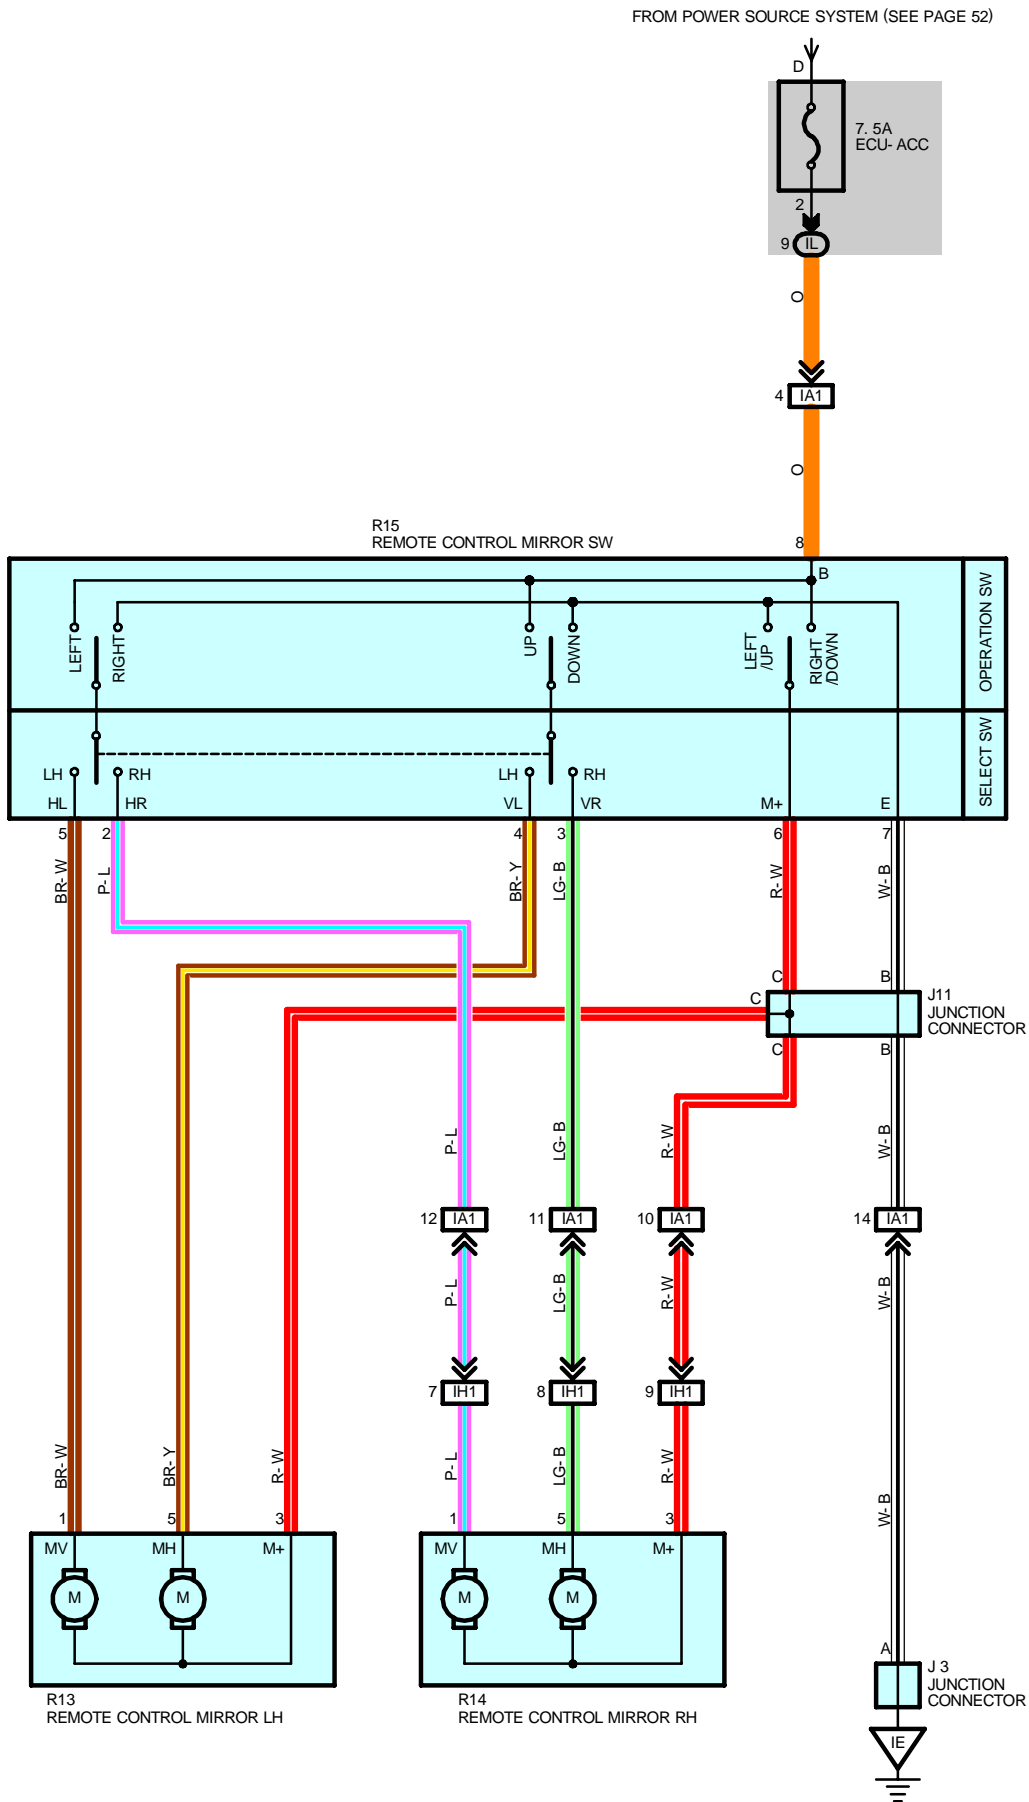 FROM POWER SOURCE SYSTEM (SEE PAGE 52)
D
7. 5A
ECU- ACC
2
9 IL
O
4 IA1
O
R15
REMOTE CONTROL MIRROR SW
8
B
LEFT
RIGHT
UP
DOWN
LEFT
/UP
RIGHT
/DOWN
OPERATION SW
SELECT SW
LH RH LH RH
HL HR VL VR M+ E
5 2 4 3 6 7
BR- W P- L BR- Y LG- B R- W W- B
C B
C
J11
JUNCTION
CONNECTOR
C B
P- L LG- B R- W W- B
12 IA1 11 IA1 10 IA1 14 IA1
P- L LG- B R- W W- B
7 IH1 8 IH1 9 IH1
BR- W BR- Y R- W P- L LG- B R- W W- B
1 5 3 1 5 3
MV MH M+ MV MH M+
M M M M
A
J 3
JUNCTION
CONNECTOR
R13
REMOTE CONTROL MIRROR LH
R14
REMOTE CONTROL MIRROR RH
IE